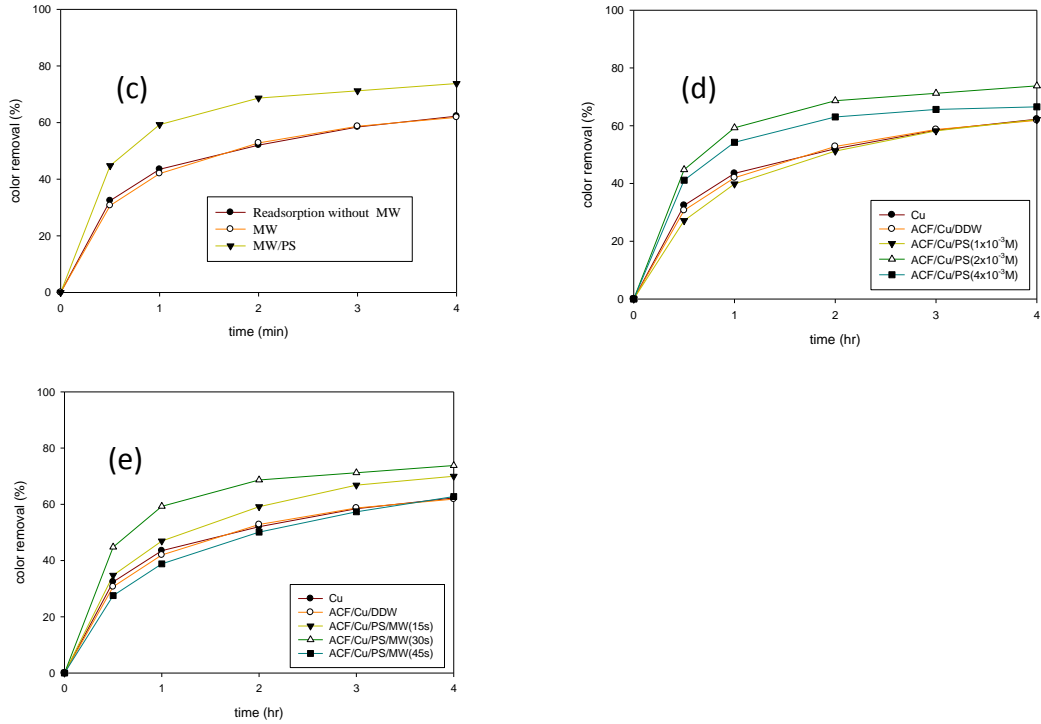 100
80
60
40
20
0
color removal (%)
(c)
Readsorption without MW
MW
MW/PS
0 1 2 3 4
time (min)
100
80
60
40
20
0
color removal (%)
(d)
Cu
ACF/Cu/DDW
ACF/Cu/PS(1x10⁻³M)
ACF/Cu/PS(2x10⁻³M)
ACF/Cu/PS(4x10⁻³M)
0 1 2 3 4
time (hr)
100
80
60
40
20
0
color removal (%)
(e)
Cu
ACF/Cu/DDW
ACF/Cu/PS/MW(15s)
ACF/Cu/PS/MW(30s)
ACF/Cu/PS/MW(45s)
0 1 2 3 4
time (hr)